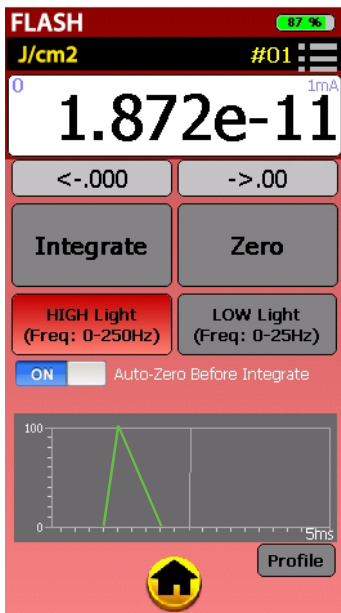 FLASH 87 %
J/cm2 #01
0 1mA
1.872e-11
<-.000 ->.00
Integrate Zero
HIGH Light LOW Light
(Freq: 0-250Hz) (Freq: 0-25Hz)
ON Auto-Zero Before Integrate
100
0 5ms
Profile